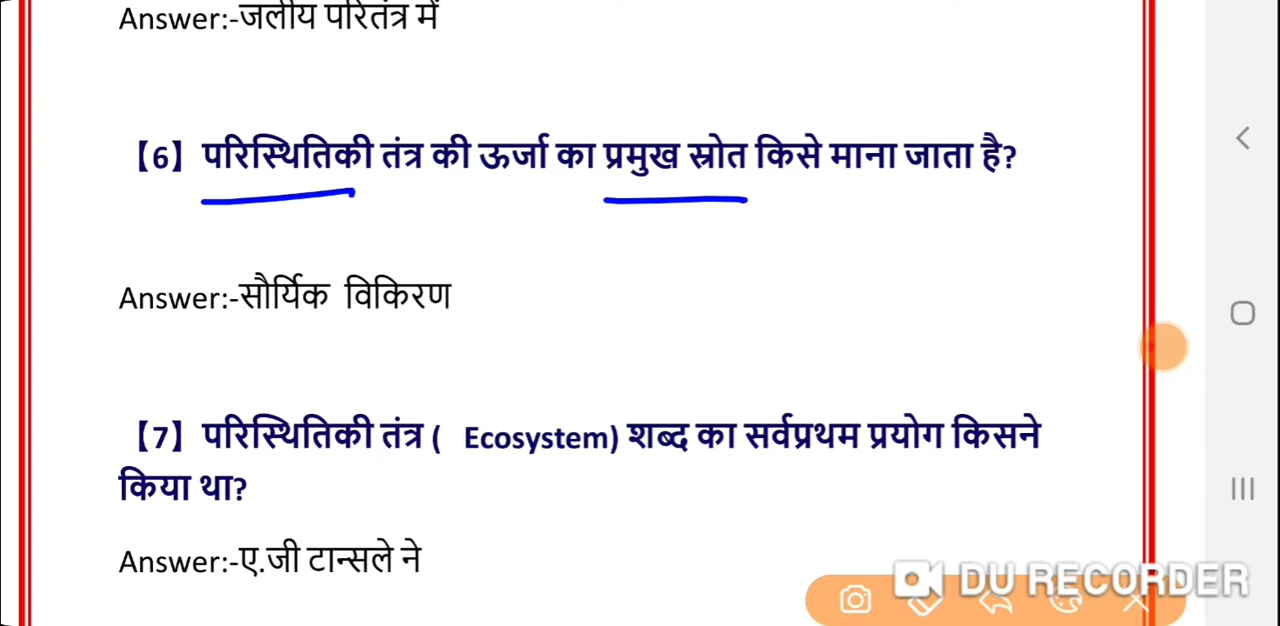 Answer:-जलीय परितंत्र में
【6】 परिस्थितिकी तंत्र की ऊर्जा का प्रमुख स्रोत किसे माना जाता है?
Answer:-सौर्यिक विकिरण
【7】 परिस्थितिकी तंत्र ( Ecosystem) शब्द का सर्वप्रथम प्रयोग किसने
किया था?
Answer:-ए.जी टान्सले ने
DU RECORDER